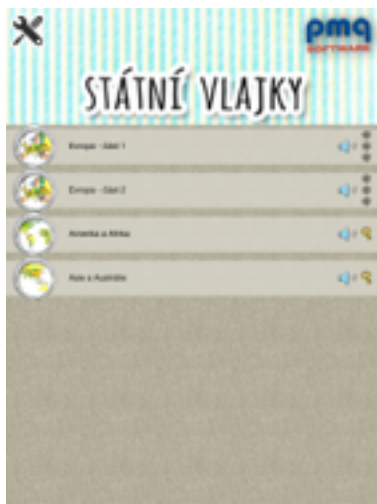 pmq
SOFTWARE
STÁTNÍ VLAJKY
Evropa - část 1
Evropa - část 2
Amerika a Afrika
Asie a Austrálie